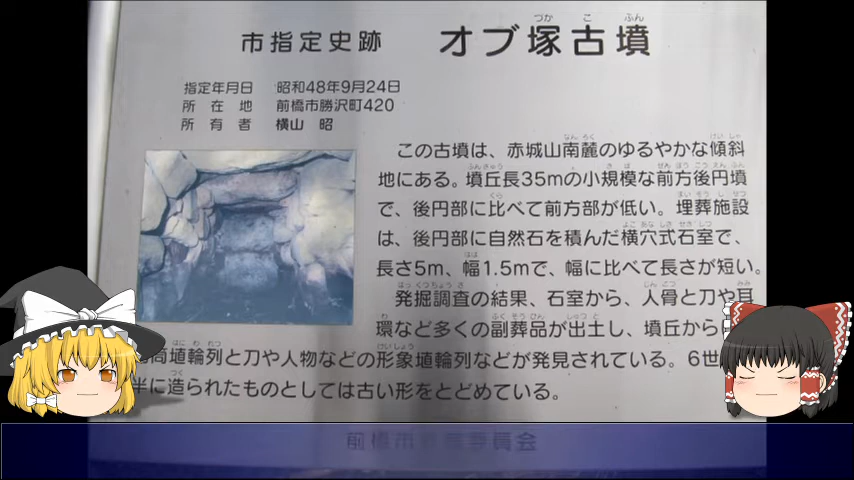 市指定史跡 オブ塚古墳
指定年月日 昭和48年9月24日
所在地 前橋市勝沢町420
所有者 横山 昭
この古墳は、赤城山南麓のゆるやかな傾斜
地にある。墳丘長35mの小規模な前方後円墳
で、後円部に比べて前方部が低い。埋葬施設
は、後円部に自然石を積んだ横穴式石室で、
長さ5m、幅1.5mで、幅に比べて長さが短い。
発掘調査の結果、石室から、人骨と刀や耳
環など多くの副葬品が出土し、墳丘から
筒埴輪列と刀や人物などの形象埴輪列などが発見されている。6世
半に造られたものとしては古い形をとどめている。
前橋市教育委員会